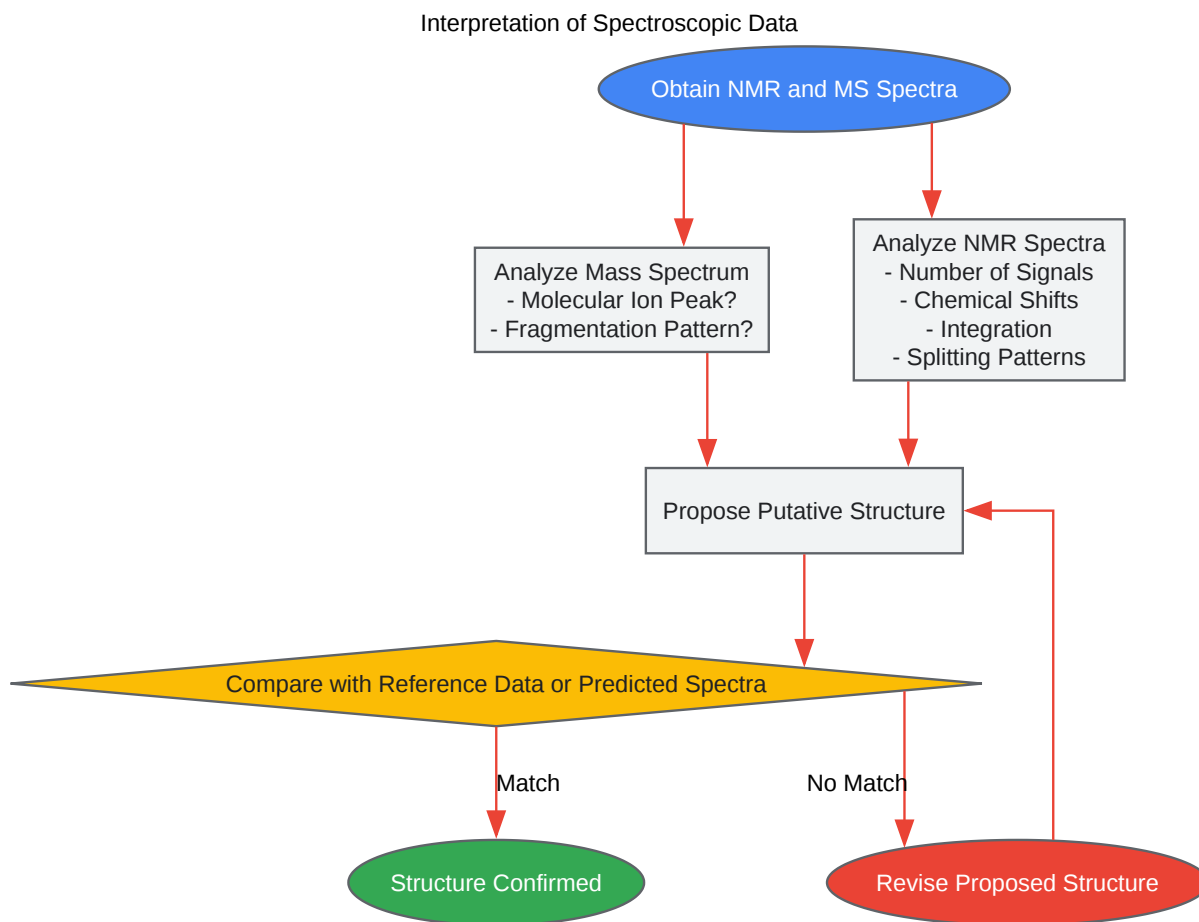 Interpretation of Spectroscopic Data
Obtain NMR and MS Spectra
Analyze Mass Spectrum
- Molecular Ion Peak?
- Fragmentation Pattern?
Analyze NMR Spectra
- Number of Signals
- Chemical Shifts
- Integration
- Splitting Patterns
Propose Putative Structure
Compare with Reference Data or Predicted Spectra
Match
No Match
Structure Confirmed
Revise Proposed Structure